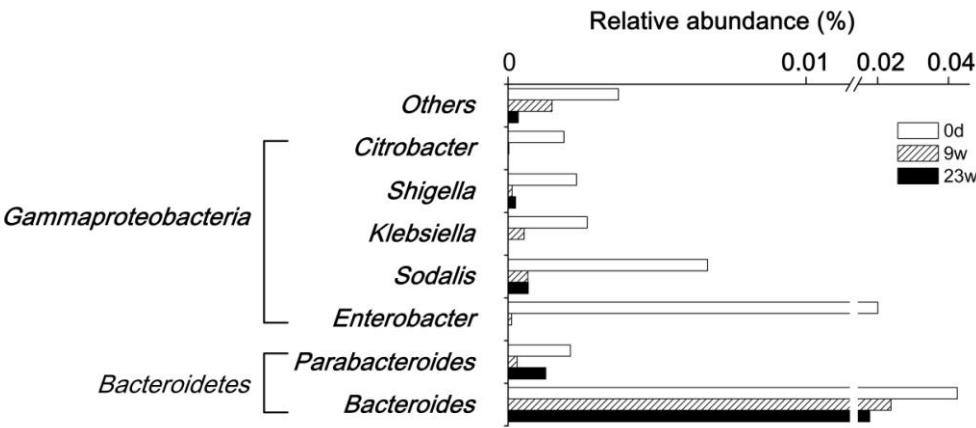 Relative abundance (%)
0 0.01 0.02 0.04
0d
9w
23w
Others
Citrobacter
Shigella
Klebsiella
Sodalis
Enterobacter
Parabacteroides
Bacteroides
Gammaproteobacteria
Bacteroidetes